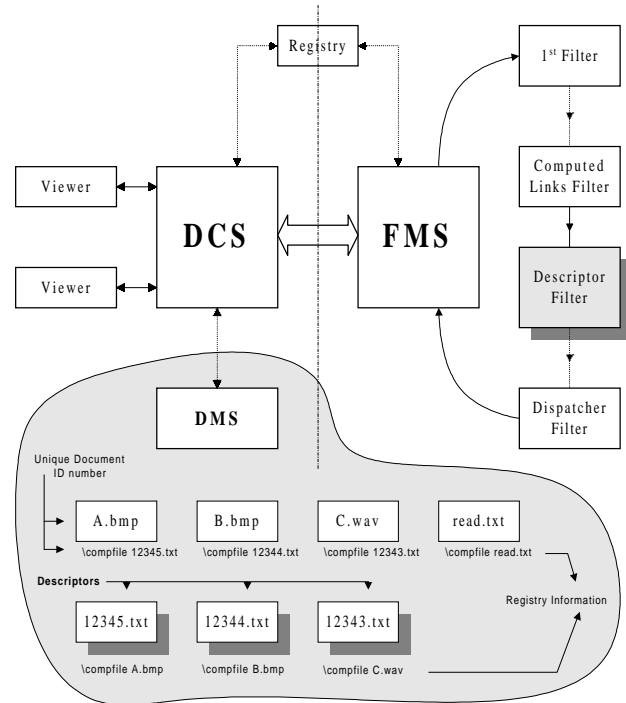 Registry
1st Filter
Computed
Links Filter
Viewer
DCS
FMS
Viewer
Descriptor
Filter
DMS
Dispatcher
Filter
Unique Document
ID number
A.bmp
B.bmp
C.wav
read.txt
\compfile 12345.txt
\compfile 12344.txt
\compfile 12343.txt
\compfile read.txt
Descriptors
Registry Information
12345.txt
12344.txt
12343.txt
\compfile A.bmp
\compfile B.bmp
\compfile C.wav